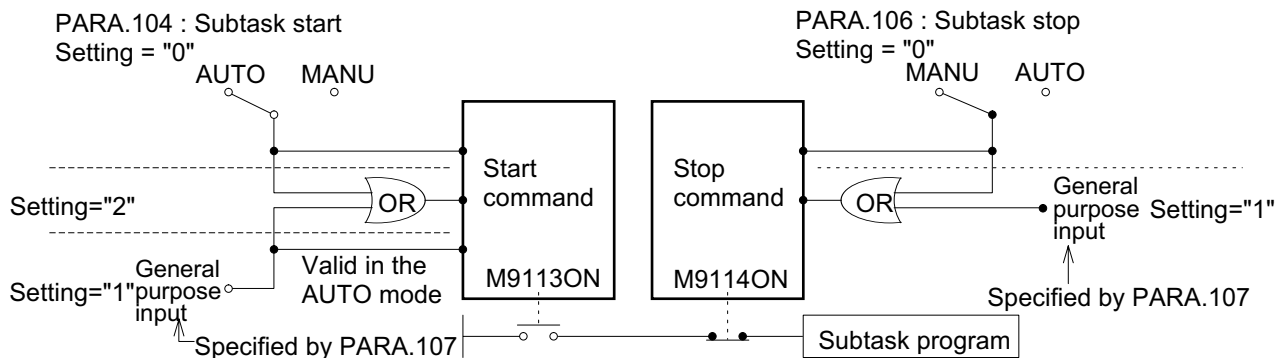 PARA.104 : Subtask start
Setting = "0"
AUTO MANU
PARA.106 : Subtask stop
Setting = "0"
MANU AUTO
Start
command
M9113ON
Stop
command
M9114ON
Setting="2"
OR
OR
General
purpose
input
Setting="1"
Specified by PARA.107
Setting="1"
General
purpose
input
Valid in the
AUTO mode
Specified by PARA.107
Subtask program